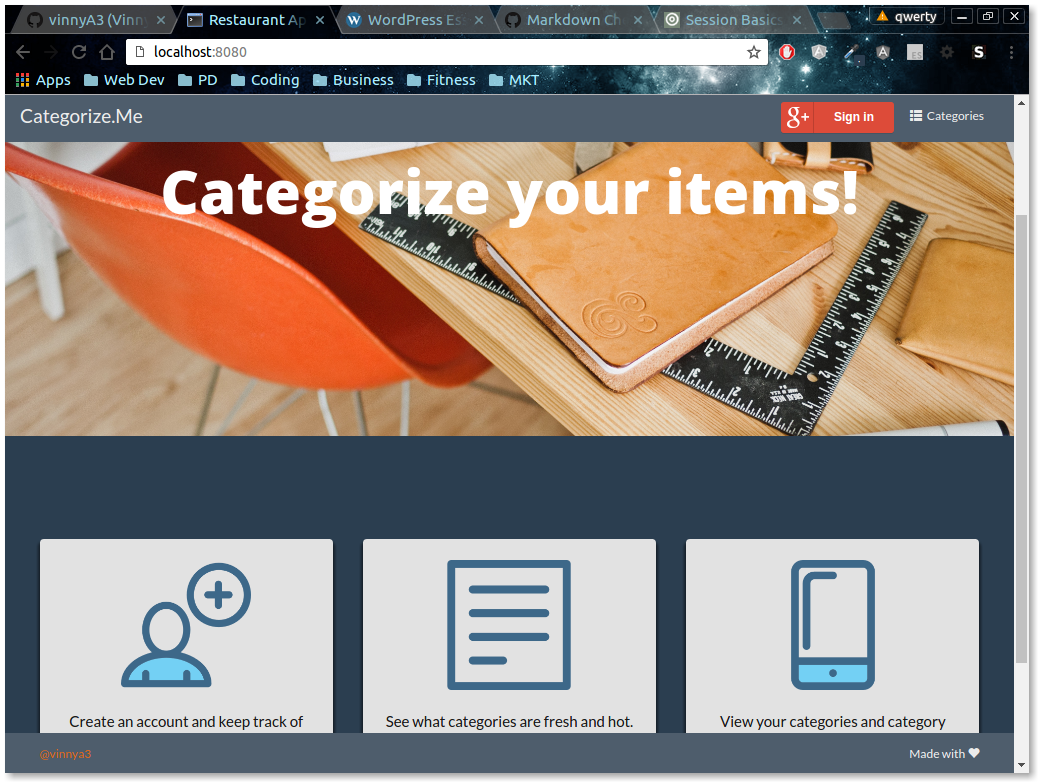 vinnyA3 (Vinn
Restaurant Ap
WordPress Ess
Markdown Ch
Session Basics
qwerty
localhost:8080
ES
S
Apps
Web Dev
PD
Coding
Business
Fitness
MKT
Categorize.Me
g+
Sign in
Categories
Categorize your items!
Create an account and keep track of
See what categories are fresh and hot.
View your categories and category
@vinnya3
Made with